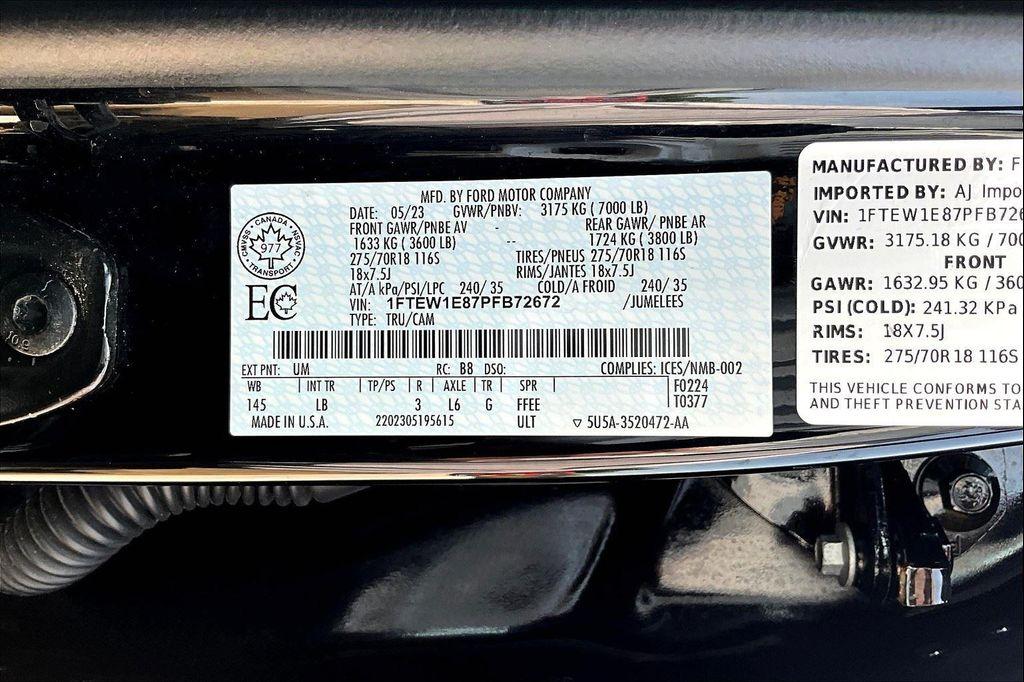 MFD. BY FORD MOTOR COMPANY
DATE: 05/23 GVWR/PNBV: 3175 KG ( 7000 LB)
FRONT GAWR/ PNBE AV - REAR GAWR/ PNBE AR
1633 KG ( 3600 LB) -- 1724 KG ( 3800 LB)
275/70R18 116S TIRES/PNEUS 275/70R18 116S
18x7.5J RIMS/JANTES 18x7.5J
AT/A kPa/PSI/LPC 240/ 35 COLD/A FROID 240/ 35
VIN: 1FTEW1E87PFB72672 /JUMELEES
TYPE: TRU/CAM
CANADA
CMVSS NSVAC
977
TRANSPORT
EC
EXT PNT: UM RC: B8 DSO: COMPLIES: ICES/NMB-002
WB INT TR TP/PS R AXLE TR SPR F0224
145 LB 3 L6 G FFEE T0377
MADE IN U.S.A. 2202305195615 ULT ▽ 5U5A-3520472-AA
MANUFACTURED BY: F
IMPORTED BY: AJ Impo
VIN: 1FTEW1E87PFB726
GVWR: 3175.18 KG / 700
FRONT
GAWR: 1632.95 KG / 360
PSI (COLD): 241.32 KPa
RIMS: 18X7.5J
TIRES: 275/70R18 116S
THIS VEHICLE CONFORMS TO
AND THEFT PREVENTION STA
10.9